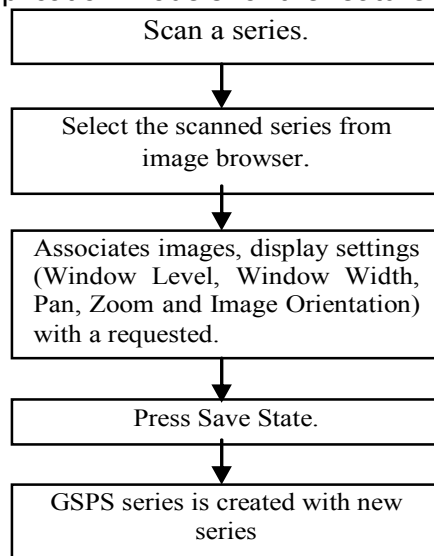 Scan a series.
Select the scanned series from
image browser.
Associates images, display settings
(Window Level, Window Width,
Pan, Zoom and Image Orientation)
with a requested.
Press Save State.
GSPS series is created with new
series